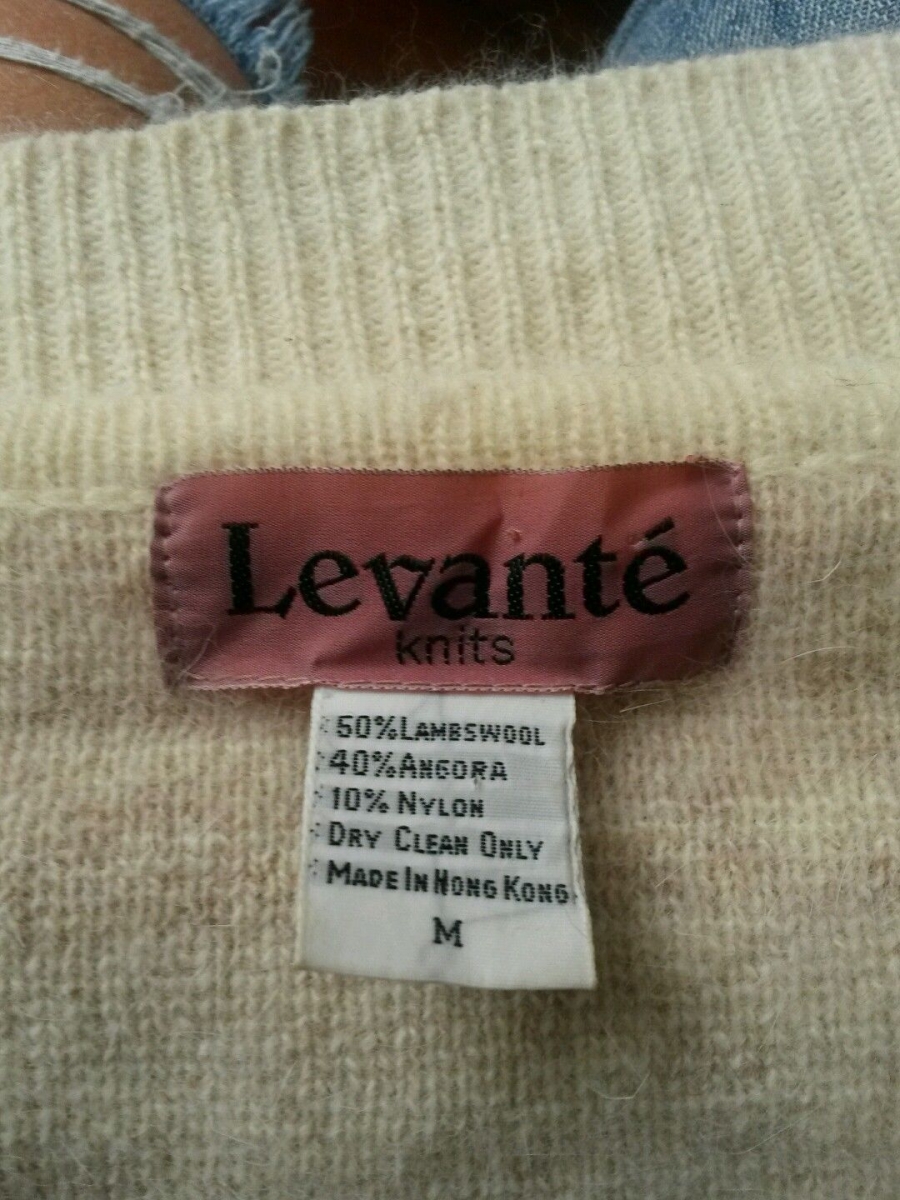 Levanté
knits
50%LAMBSWOOL
40%ANGORA
10% NYLON
DRY CLEAN ONLY
MADE IN HONG KONG
M